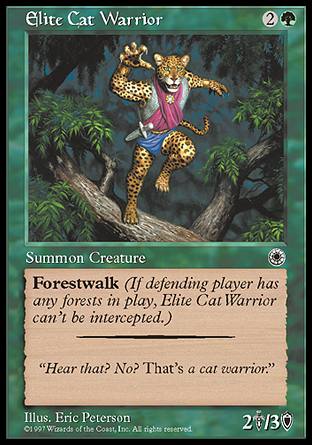 Elite Cat Warrior 2
Summon Creature
Forestwalk (If defending player has
any forests in play, Elite Cat Warrior
can't be intercepted.)
"Hear that? No? That's a cat warrior."
Illus. Eric Peterson
©1997 Wizards of the Coast, Inc. All rights reserved.
2/3